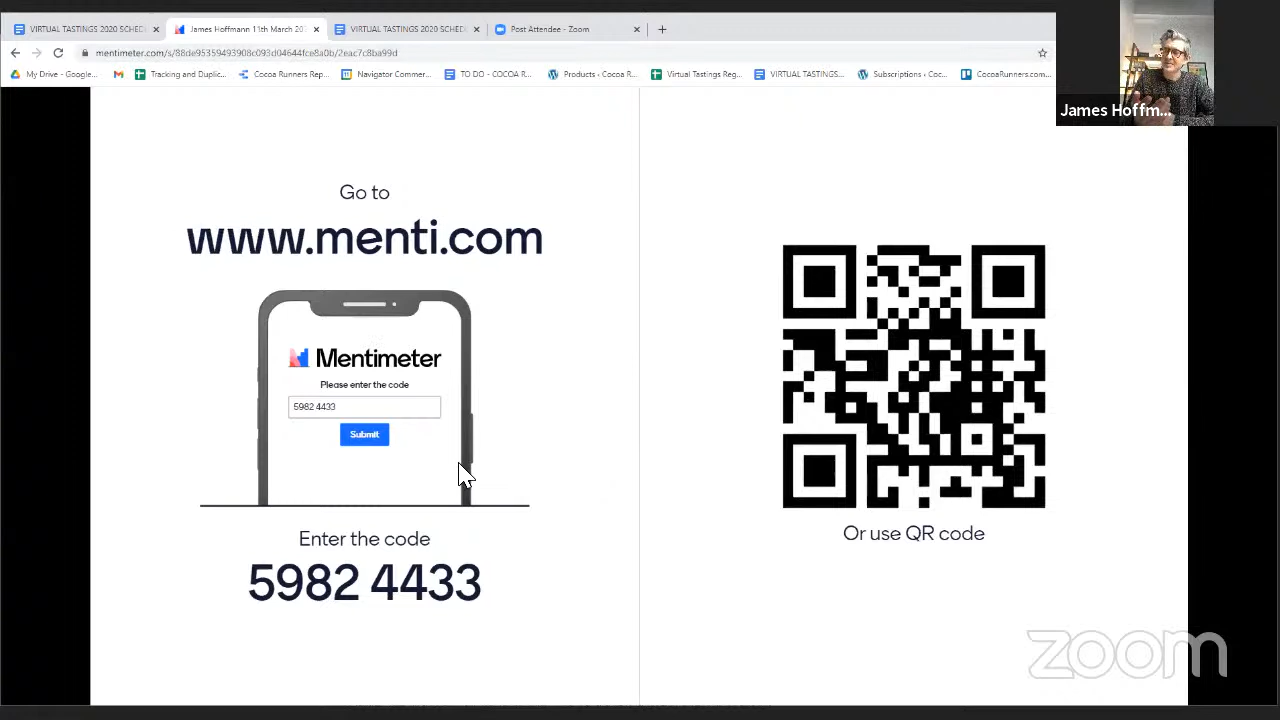 VIRTUAL TASTINGS 2020 SCHED
James Hoffmann 11th March 20
VIRTUAL TASTINGS 2020 SCHED
Post Attendee - Zoom
mentimeter.com/s/88de95359493908c093d04644fce8a0b/2eac7c8ba99d
My Drive - Google...
Tracking and Duplic...
Cocoa Runners Rep...
Navigator Commer...
TO DO - COCOA R...
Products ‹ Cocoa R...
Virtual Tastings Reg...
VIRTUAL TASTINGS...
Subscriptions ‹ Coc...
CocoaRunners.com...
James Hoffm...
Go to
www.menti.com
Mentimeter
Please enter the code
5982 4433
Submit
Enter the code
5982 4433
Or use QR code
zoom